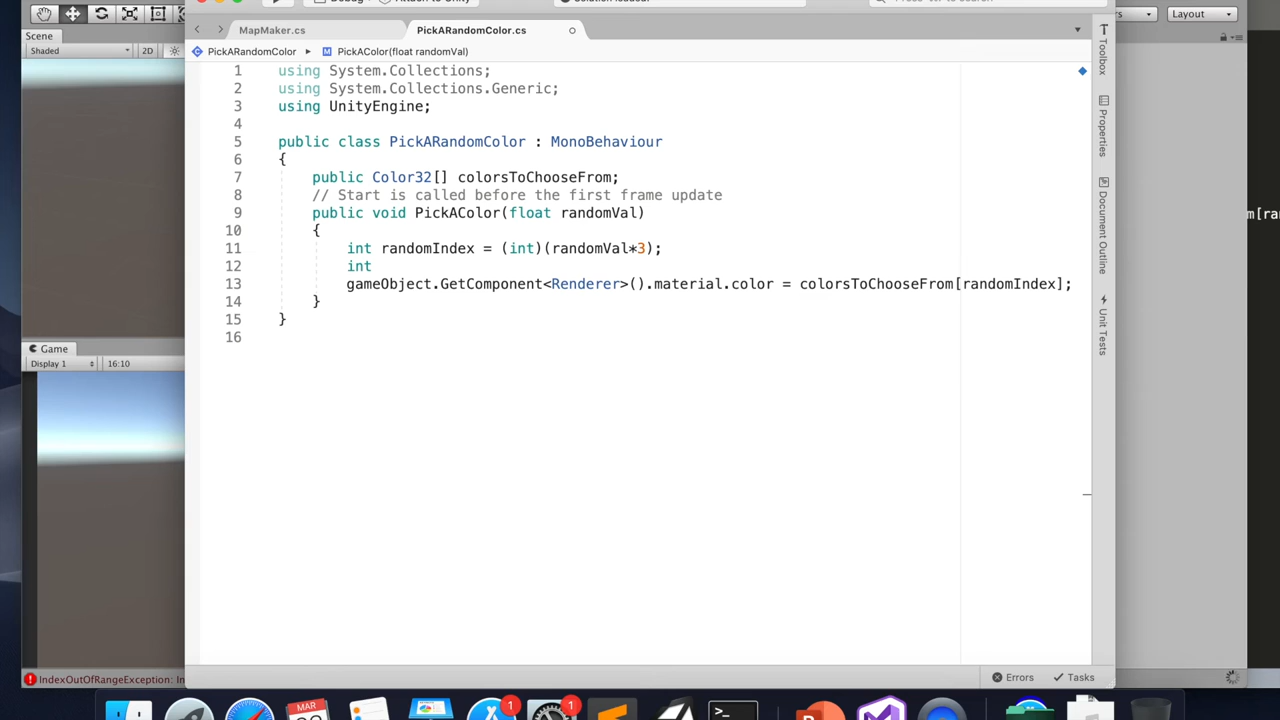 Layout
MapMaker.cs
PickARandomColor.cs
Scene
Shaded
2D
PickARandomColor
PickAColor(float randomVal)
1 using System.Collections;
2 using System.Collections.Generic;
3 using UnityEngine;
4
5 public class PickARandomColor : MonoBehaviour
6 {
7 public Color32[] colorsToChooseFrom;
8 // Start is called before the first frame update
9 public void PickAColor(float randomVal)
10 {
11 int randomIndex = (int)(randomVal*3);
12 int
13 gameObject.GetComponent<Renderer>().material.color = colorsToChooseFrom[randomIndex];
14 }
15 }
16
Toolbox
Properties
Document Outline
Unit Tests
Game
Display 1
16:10
IndexOutOfRangeException: In
Errors
Tasks
MAR
1
1